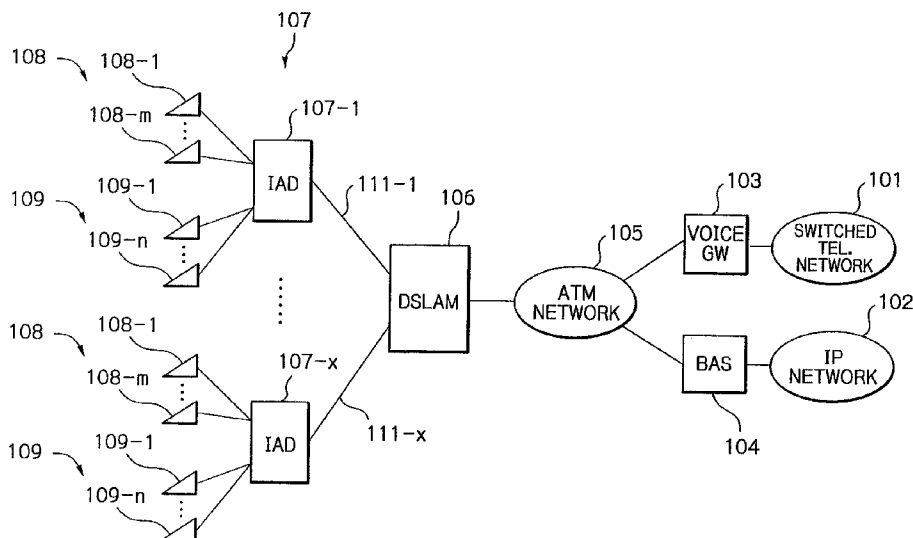 107
108
108-1
107-1
108-m
IAD
109-1
109
109-n
111-1
106
DSLAM
105
ATM
NETWORK
103
VOICE
GW
101
SWITCHED
TEL.
NETWORK
102
BAS
IP
NETWORK
104
108-1
108
107-x
108-m
IAD
111-x
109-1
109
109-n